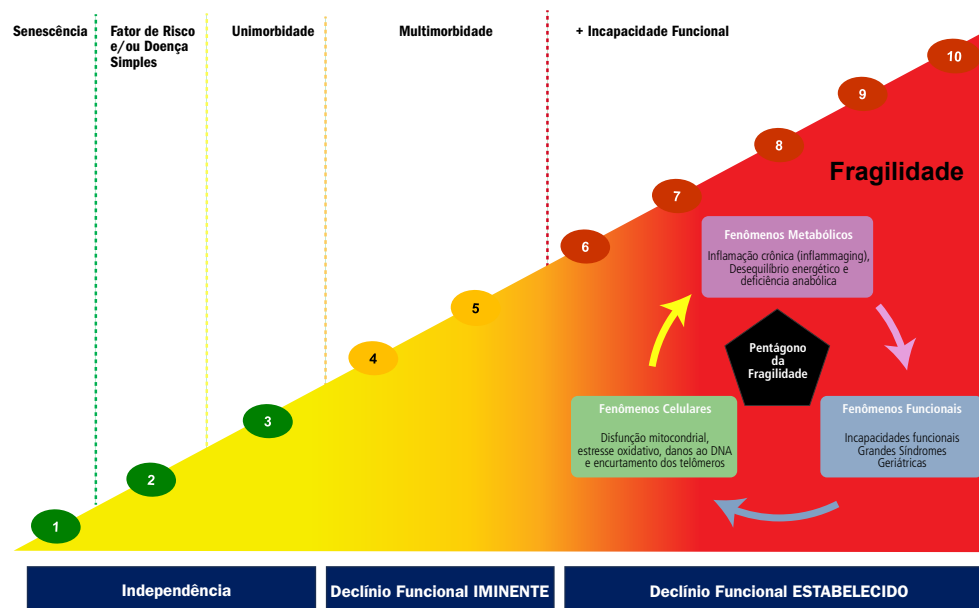 Senescência
Fator de Risco
e/ou Doença
Simples
Unimorbidade
Multimorbidade
+ Incapacidade Funcional
10
9
8
Fragilidade
7
6
5
4
3
2
1
Fenômenos Metabólicos
Inflamação crônica (inflammaging),
Desequilíbrio energético e
deficiência anabólica
Pentágono
da
Fragilidade
Fenômenos Celulares
Disfunção mitocondrial,
estresse oxidativo, danos ao DNA
e encurtamento dos telômeros
Fenômenos Funcionais
Incapacidades funcionais
Grandes Síndromes
Geriátricas
Independência
Declínio Funcional IMINENTE
Declínio Funcional ESTABELECIDO